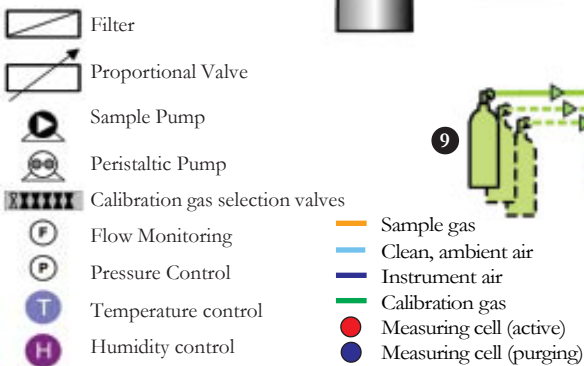 Filter
Proportional Valve
Sample Pump
Peristaltic Pump
Calibration gas selection valves
F Flow Monitoring
P Pressure Control
T Temperature control
H Humidity control
9
Sample gas
Clean, ambient air
Instrument air
Calibration gas
Measuring cell (active)
Measuring cell (purging)